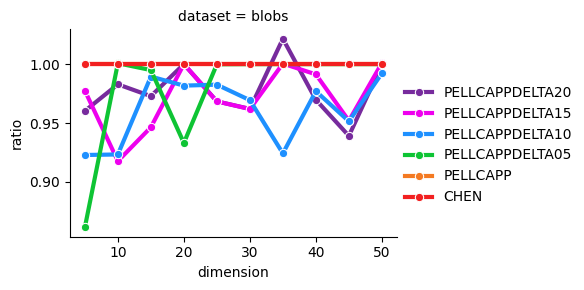 dataset = blobs
ratio
1.00
0.95
0.90
10
20
30
40
50
dimension
PELLCAPPDELTA20
PELLCAPPDELTA15
PELLCAPPDELTA10
PELLCAPPDELTA05
PELLCAPP
CHEN